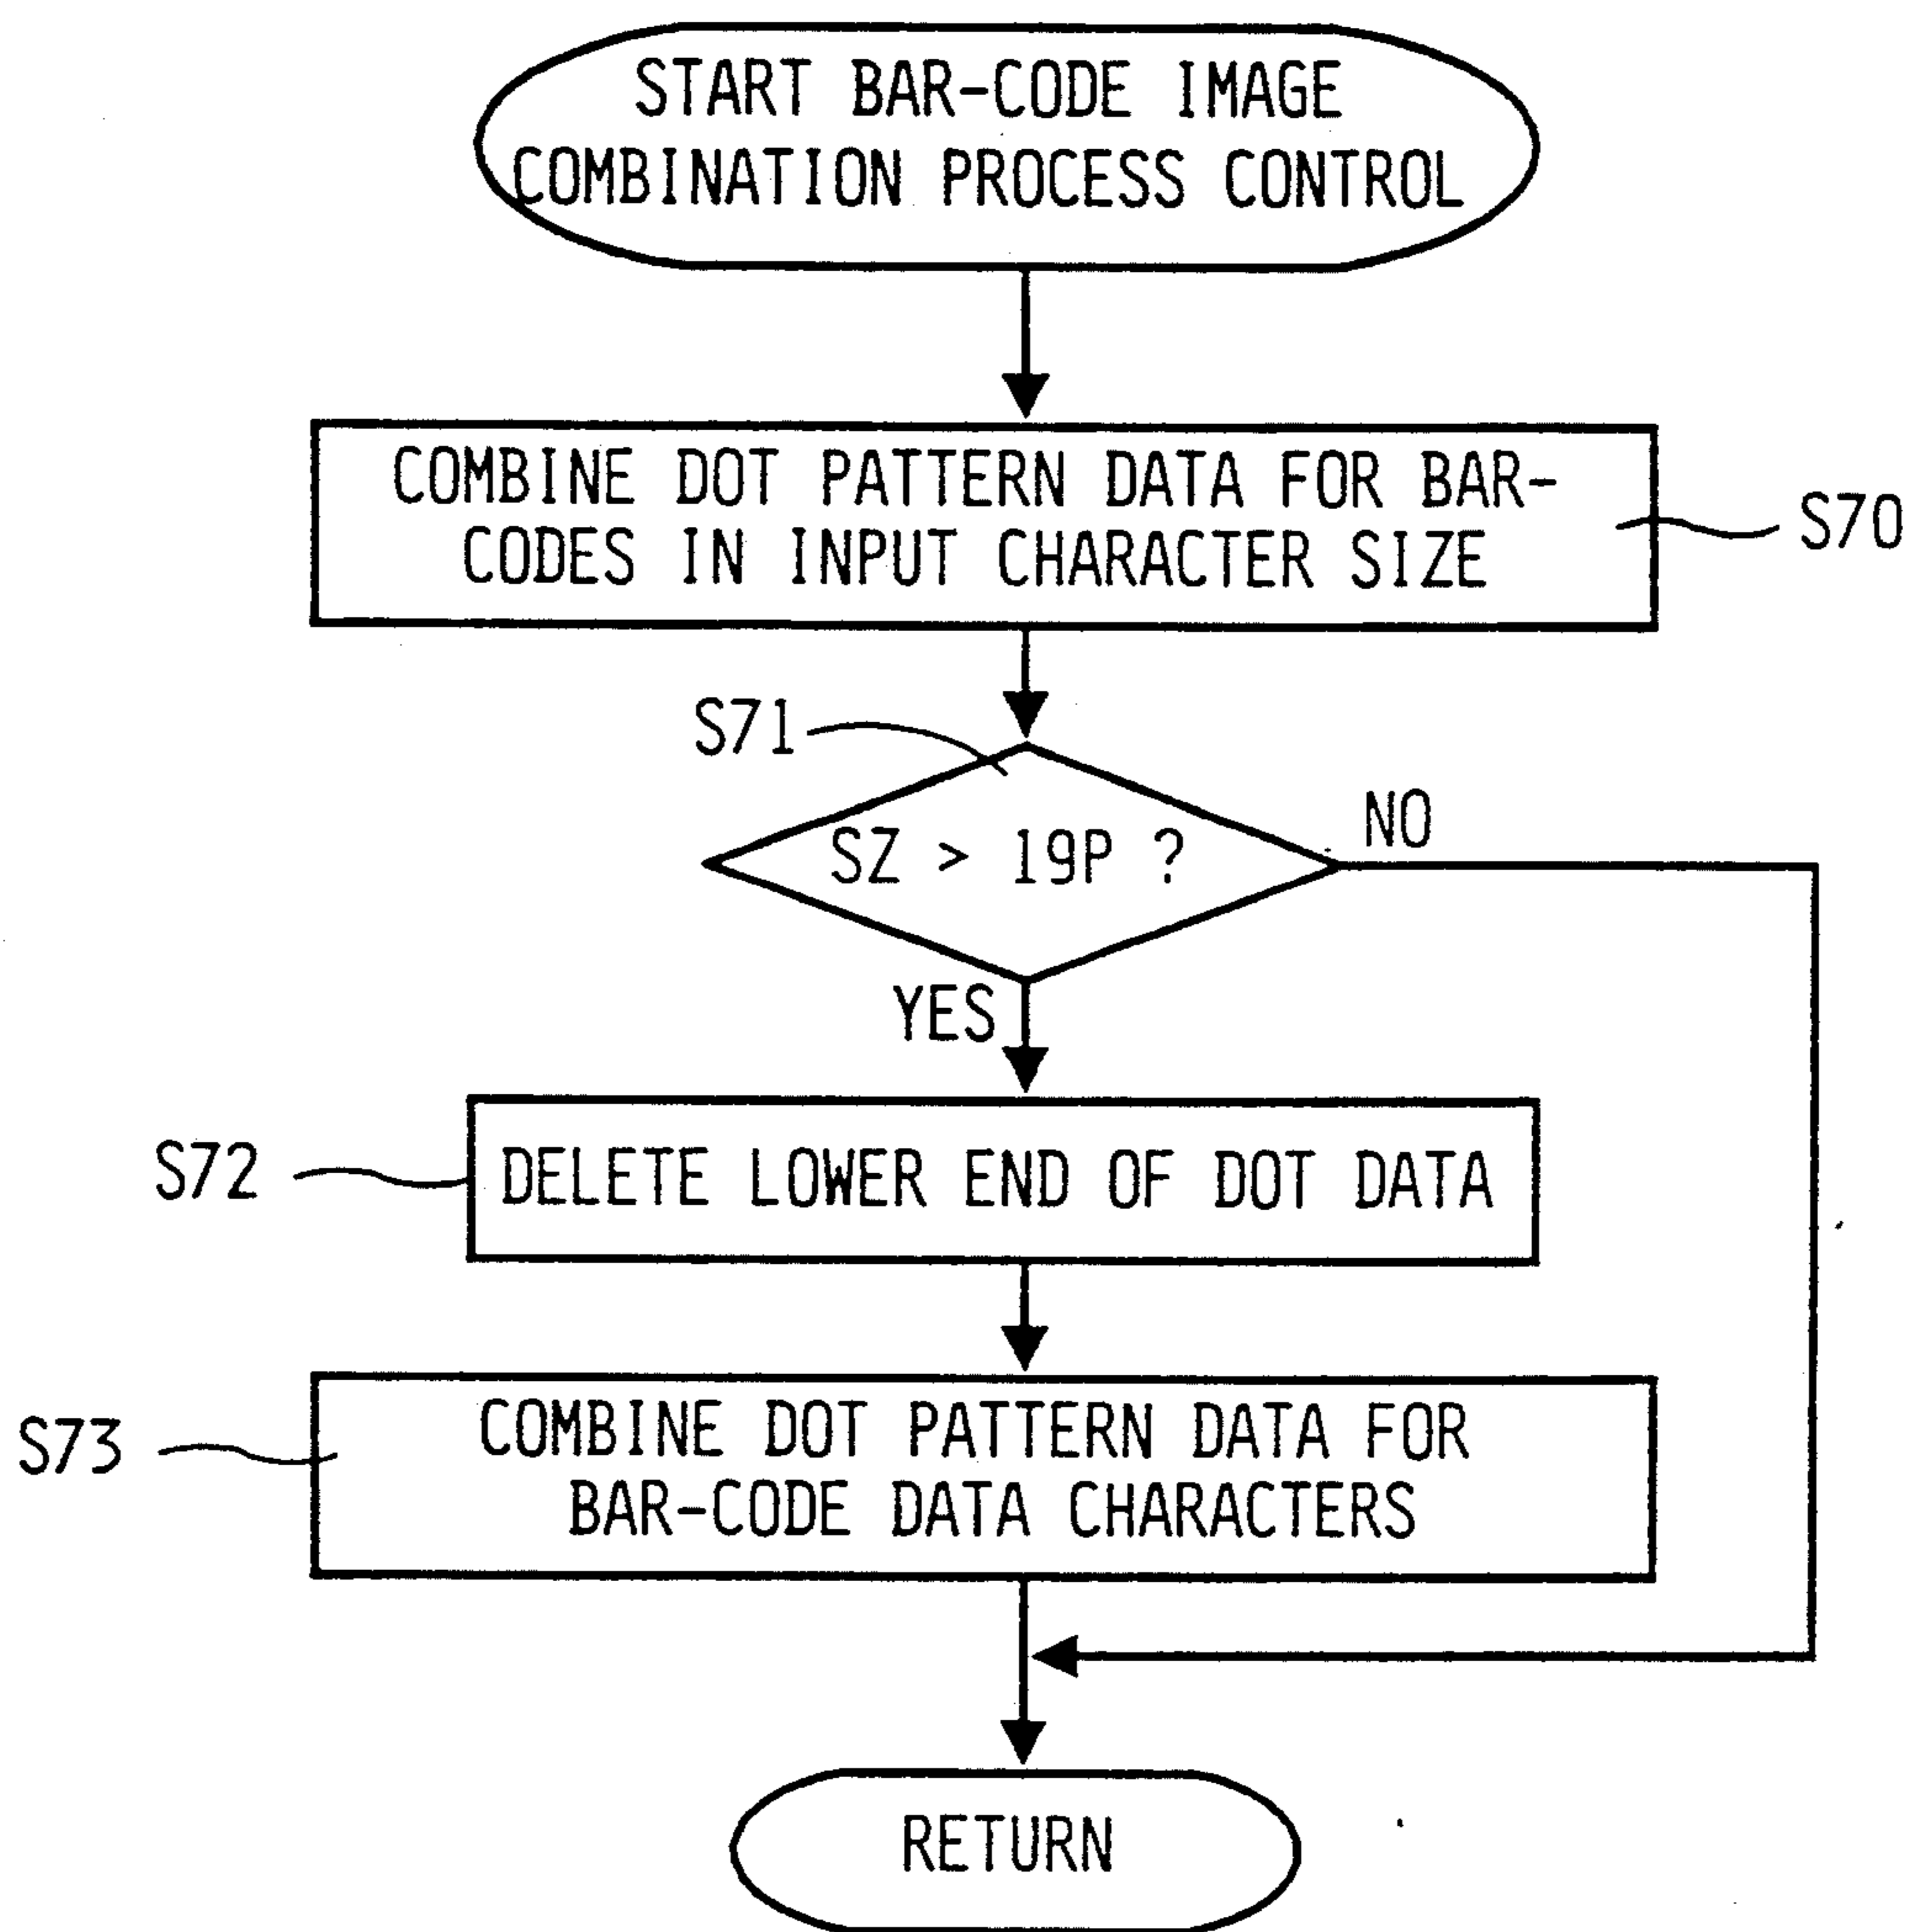 START BAR-CODE IMAGE
COMBINATION PROCESS CONTROL
COMBINE DOT PATTERN DATA FOR BAR-
CODES IN INPUT CHARACTER SIZE
S70
S71
SZ > 19P ?
NO
YES
S72
DELETE LOWER END OF DOT DATA
S73
COMBINE DOT PATTERN DATA FOR
BAR-CODE DATA CHARACTERS
RETURN